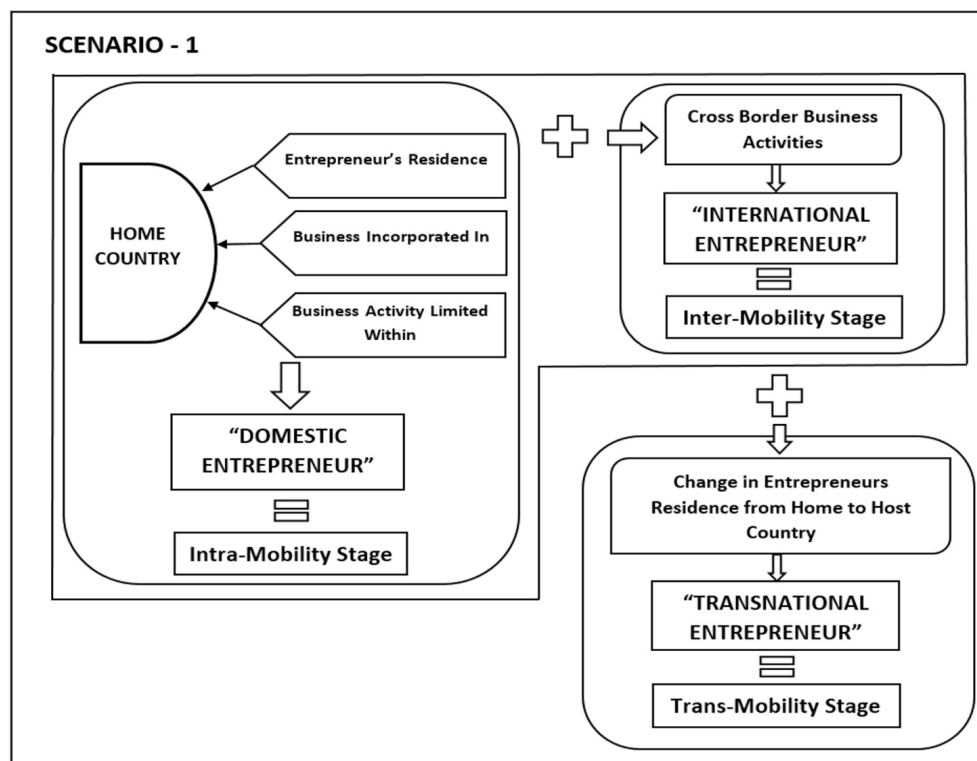 SCENARIO - 1
HOME
COUNTRY
Entrepreneur’s Residence
Business Incorporated In
Business Activity Limited
Within
“DOMESTIC
ENTREPRENEUR”
Intra-Mobility Stage
Cross Border Business
Activities
“INTERNATIONAL
ENTREPRENEUR”
Inter-Mobility Stage
Change in Entrepreneurs
Residence from Home to Host
Country
“TRANSNATIONAL
ENTREPRENEUR”
Trans-Mobility Stage